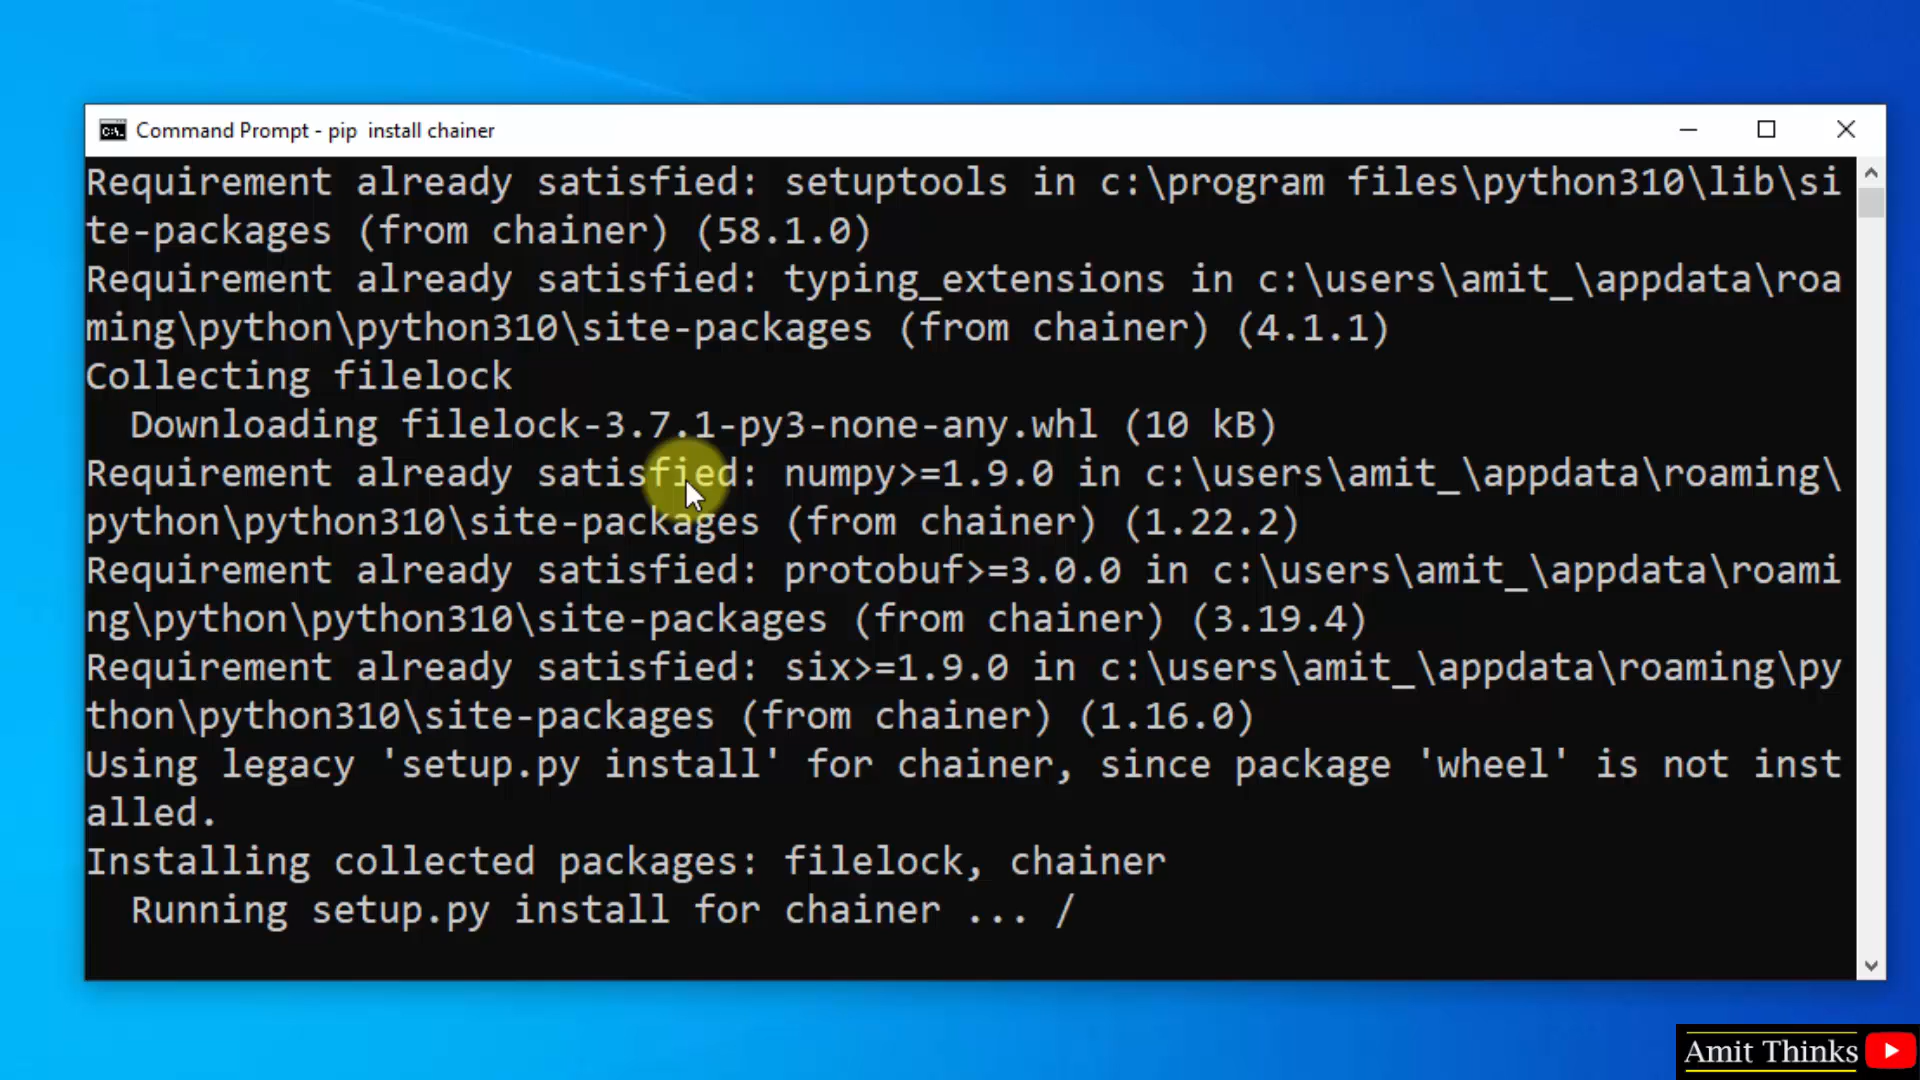 Command Prompt - pip  install chainer
Requirement already satisfied: setuptools in c:\program files\python310\lib\si
te-packages (from chainer) (58.1.0)
Requirement already satisfied: typing_extensions in c:\users\amit_\appdata\roa
ming\python\python310\site-packages (from chainer) (4.1.1)
Collecting filelock
  Downloading filelock-3.7.1-py3-none-any.whl (10 kB)
Requirement already satisfied: numpy>=1.9.0 in c:\users\amit_\appdata\roaming\
python\python310\site-packages (from chainer) (1.22.2)
Requirement already satisfied: protobuf>=3.0.0 in c:\users\amit_\appdata\roami
ng\python\python310\site-packages (from chainer) (3.19.4)
Requirement already satisfied: six>=1.9.0 in c:\users\amit_\appdata\roaming\py
thon\python310\site-packages (from chainer) (1.16.0)
Using legacy 'setup.py install' for chainer, since package 'wheel' is not inst
alled.
Installing collected packages: filelock, chainer
  Running setup.py install for chainer ... /
Amit Thinks